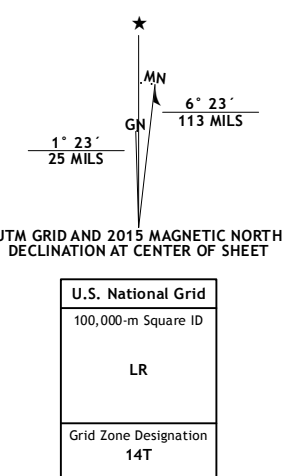 MN
6° 23´
113 MILS
GN
1° 23´
25 MILS
UTM GRID AND 2015 MAGNETIC NORTH
DECLINATION AT CENTER OF SHEET
U.S. National Grid
100,000-m Square ID
LR
Grid Zone Designation
14T